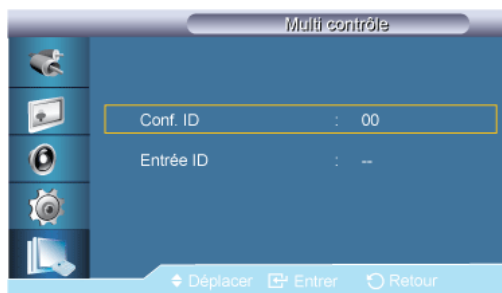 Multi contrôle
Conf. ID : 00
Entrée ID : --
Déplacer Entrer Retour